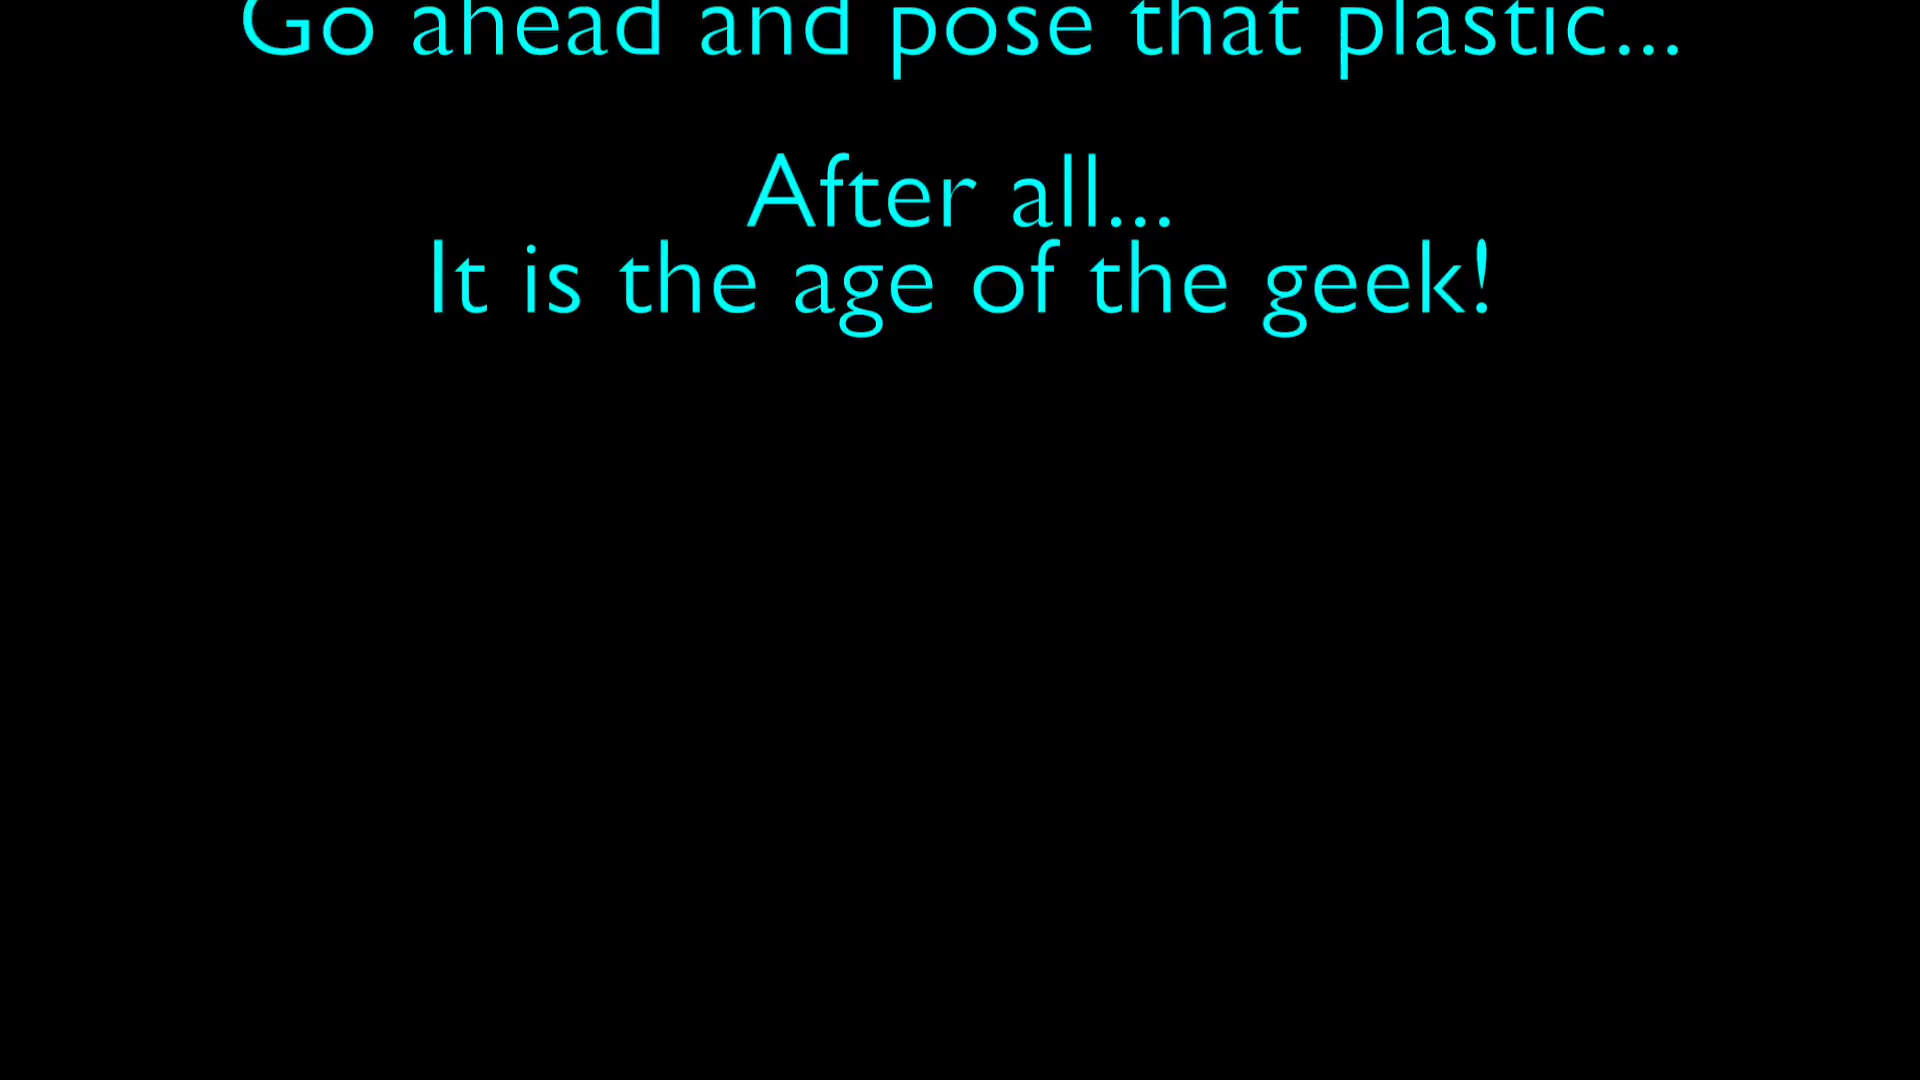 Go ahead and pose that plastic...
After all...
It is the age of the geek!